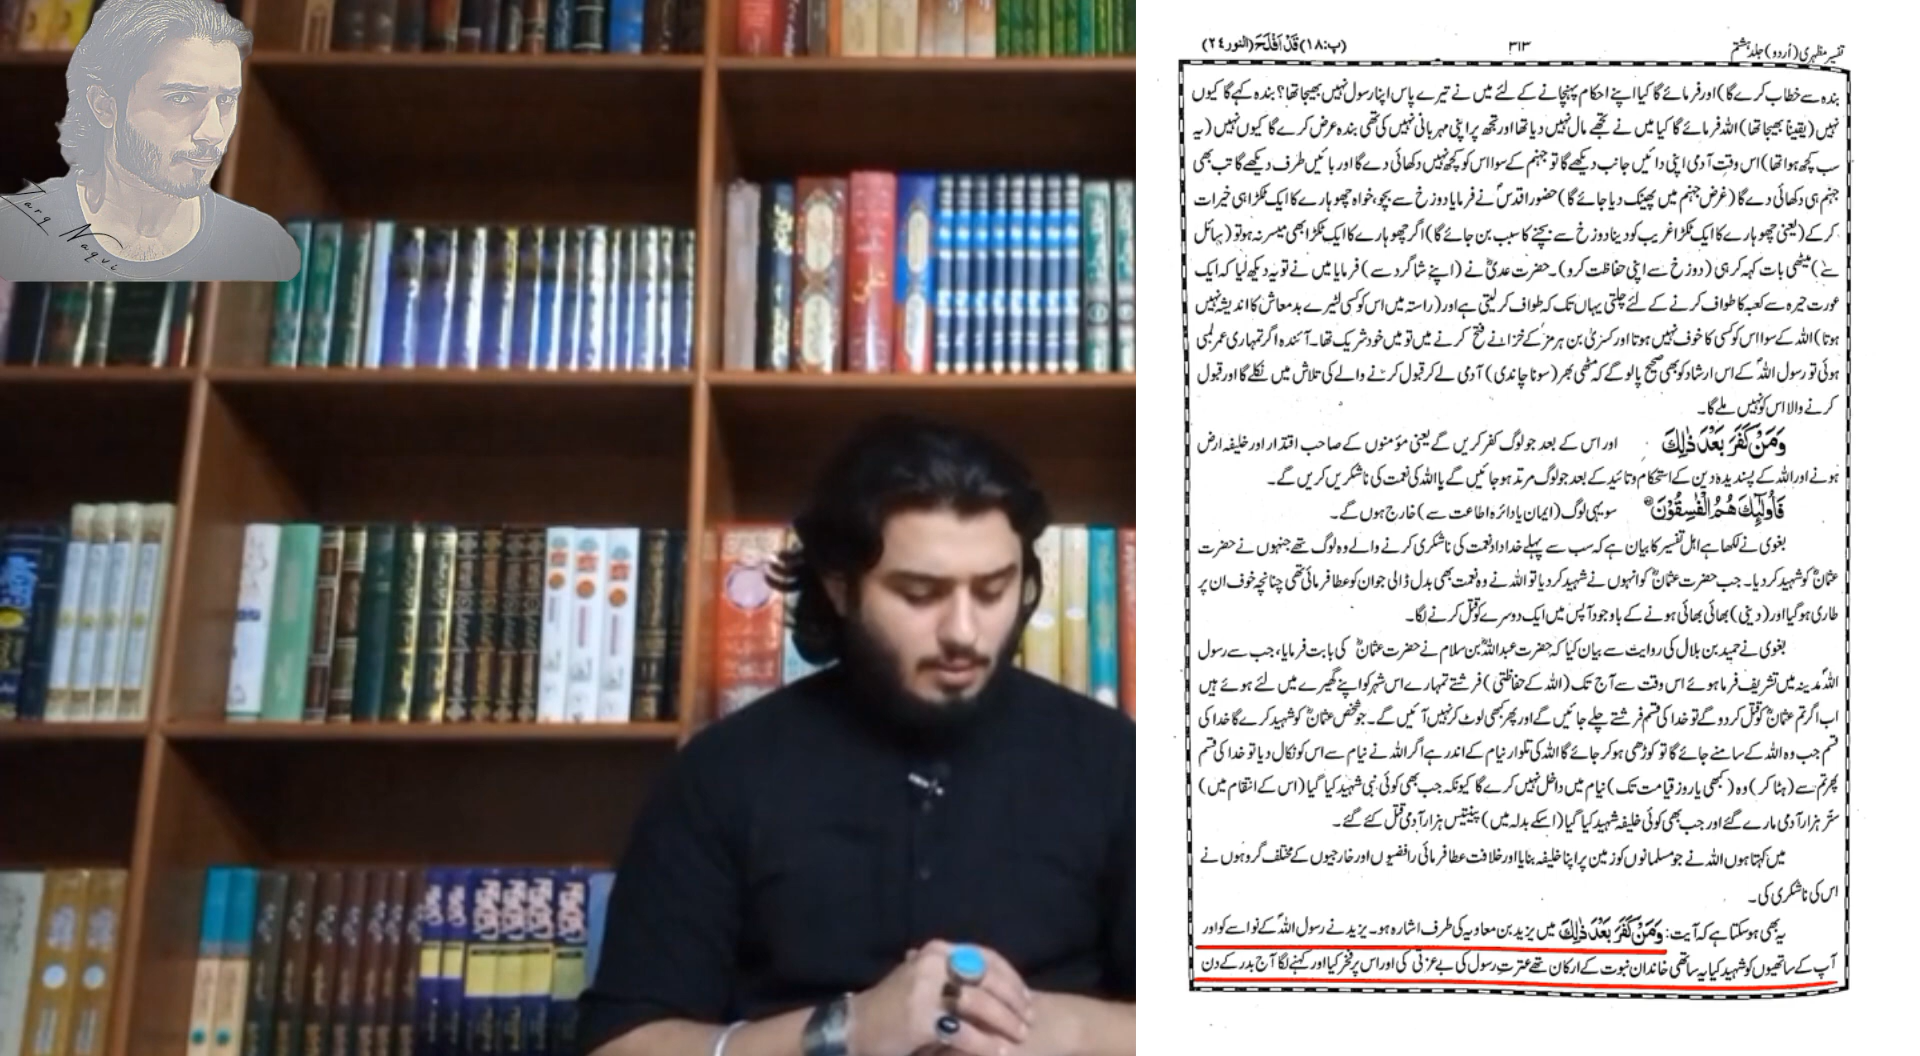 Zarq Naqvi
تفسیر مظہری (اُردو) جلد ہشتم
۳۱۳
(پ:۱۸) قَدْ اَفْلَحَ (النور ۲۴)
بندہ سے خطاب کرے گا) اور فرمائے گا کیا اپنے احکام پہنچانے کے لئے میں نے تیرے پاس اپنا رسول نہیں بھیجا تھا؟ بندہ کہے گا کیوں
نہیں (یقینا بھیجا تھا) اللہ فرمائے گا کیا میں نے تجھے مال نہیں دیا تھا اور تجھ پر اپنی مہربانی نہیں کی تھی بندہ عرض کرے گا کیوں نہیں (یہ
سب کچھ ہوا تھا) اس وقت آدمی اپنی دائیں جانب دیکھے گا تو جہنم کے سوا اس کو کچھ نہیں دکھائی دے گا اور بائیں طرف دیکھے گا تب بھی
جہنم ہی دکھائی دے گا (غرض جہنم میں پھینک دیا جائے گا) حضور اقدسؐ نے فرمایا دوزخ سے بچو، خواہ چھوہارے کا ایک ٹکڑا ہی خیرات
کر کے (یعنی چھوہارے کا ایک ٹکڑا غریب کو دینا دوزخ سے بچنے کا سبب بن جائے گا) اگر چھوہارے کا ایک ٹکڑا بھی میسر نہ ہو تو (سائل
سے) میٹھی بات کہہ کر ہی (دوزخ سے اپنی حفاظت کرو)۔ حضرت عدیؓ نے (اپنے شاگرد سے) فرمایا میں نے تو یہ دیکھ لیا کہ ایک
عورت حیرہ سے کعبہ کا طواف کرنے کے لئے چلتی یہاں تک کہ طواف کر لیتی ہے اور (راستہ میں اس کو کسی لٹیرے بدمعاش کا اندیشہ نہیں
ہوتا) اللہ کے سوا اس کو کسی کا خوف نہیں ہوتا اور کسریٰ بن ہرمز کے خزانے فتح کرنے میں تو میں خود شریک تھا۔ آئندہ اگر تمہاری عمر لمبی
ہوئی تو رسول اللہؐ کے اس ارشاد کو بھی صحیح پا لو گے کہ مٹھی بھر (سونا چاندی) آدمی لے کر قبول کرنے والے کی تلاش میں نکلے گا اور قبول
کرنے والا اس کو نہیں ملے گا۔
وَمَنْ كَفَرَ بَعْدَ ذٰلِكَ اور اس کے بعد جو لوگ کفر کریں گے یعنی مؤمنوں کے صاحب اقتدار اور خلیفہ ارض
ہونے اور اللہ کے پسندیدہ دین کے استحکام و تائید کے بعد جو لوگ مرتد ہو جائیں گے یا اللہ کی نعمت کی ناشکریں کریں گے۔
فَأُولٰٓئِكَ هُمُ الْفٰسِقُوْنَ سو یہی لوگ (ایمان یا دائرہ اطاعت سے) خارج ہوں گے۔
بغوی نے لکھا ہے اہل تفسیر کا بیان ہے کہ سب سے پہلے خداداد نعمت کی ناشکری کرنے والے وہ لوگ تھے جنہوں نے حضرت
عثمانؓ کو شہید کر دیا۔ جب حضرت عثمانؓ کو انہوں نے شہید کر دیا تو اللہ نے وہ نعمت بھی بدل ڈالی جو ان کو عطا فرمائی تھی چنانچہ خوف ان پر
طاری ہو گیا اور (دینی) بھائی بھائی ہونے کے باوجود آپس میں ایک دوسرے کو قتل کرنے لگا۔
بغوی نے حمید بن ہلال کی روایت سے بیان کیا کہ حضرت عبداللہؓ بن سلام نے حضرت عثمانؓ کی بابت فرمایا، جب سے رسول
اللہؐ مدینہ میں تشریف فرما ہوئے اس وقت سے آج تک (اللہ کے حفاظتی) فرشتے تمہارے اس شہر کو اپنے گھیرے میں لئے ہوئے ہیں
اب اگر تم عثمانؓ کو قتل کر دو گے تو خدا کی قسم فرشتے چلے جائیں گے اور پھر کبھی لوٹ کر نہیں آئیں گے۔ جو شخص عثمانؓ کو شہید کرے گا خدا کی
قسم جب وہ اللہ کے سامنے جائے گا تو کوڑھی ہو کر جائے گا اللہ کی تلوار نیام کے اندر ہے اگر اللہ نے نیام سے اس کو نکال دیا تو خدا کی قسم
پھر تم سے (ہٹا کر) وہ (کبھی یا روز قیامت تک) نیام میں داخل نہیں کرے گا کیونکہ جب بھی کوئی نبی شہید کیا گیا (اس کے انتقام میں)
ستر ہزار آدمی مارے گئے اور جب بھی کوئی خلیفہ شہید کیا گیا (اسکے بدلہ میں) پینتیس ہزار آدمی قتل کئے گئے۔
میں کہتا ہوں اللہ نے جو مسلمانوں کو زمین پر اپنا خلیفہ بنایا اور خلافت عطا فرمائی رافضیوں اور خارجیوں کے مختلف گروہوں نے
اس کی ناشکری کی۔
یہ بھی ہو سکتا ہے کہ آیت: وَمَنْ كَفَرَ بَعْدَ ذٰلِكَ میں یزید بن معاویہ کی طرف اشارہ ہو۔ یزید نے رسول اللہؐ کے نواسے کو اور
آپ کے ساتھیوں کو شہید کیا یہ ساتھی خاندان نبوت کے ارکان تھے عترتِ رسول کی بے عزتی کی اور اس پر فخر کیا اور کہنے لگا آج بدر کے دن